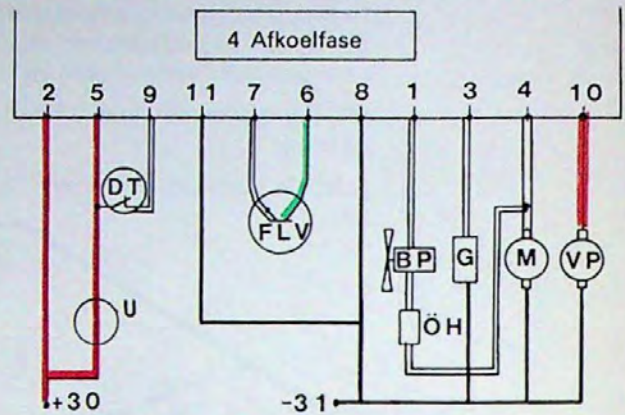 4 Afkoelfase
2 5 9 11 7 6 8 1 3 4 10
DT
FLV
BP G M VP
U ÖH
+30 -31